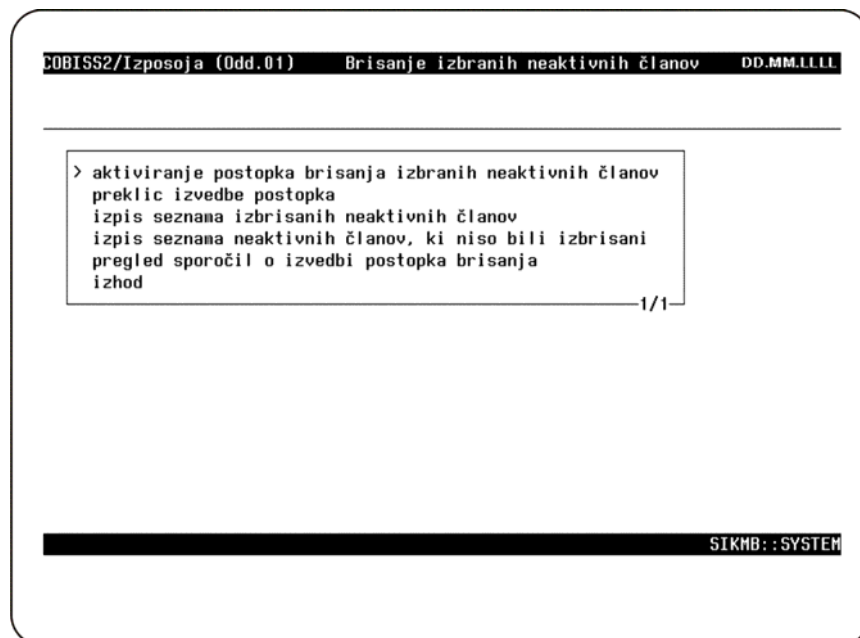 COBISS2/Izposoja (Odd.01) Brisanje izbranih neaktivnih članov DD.MM.LLLL
> aktiviranje postopka brisanja izbranih neaktivnih članov
preklic izvedbe postopka
izpis seznama izbrisanih neaktivnih članov
izpis seznama neaktivnih članov, ki niso bili izbrisani
pregled sporočil o izvedbi postopka brisanja
izhod
1/1
SIKMB::SYSTEM